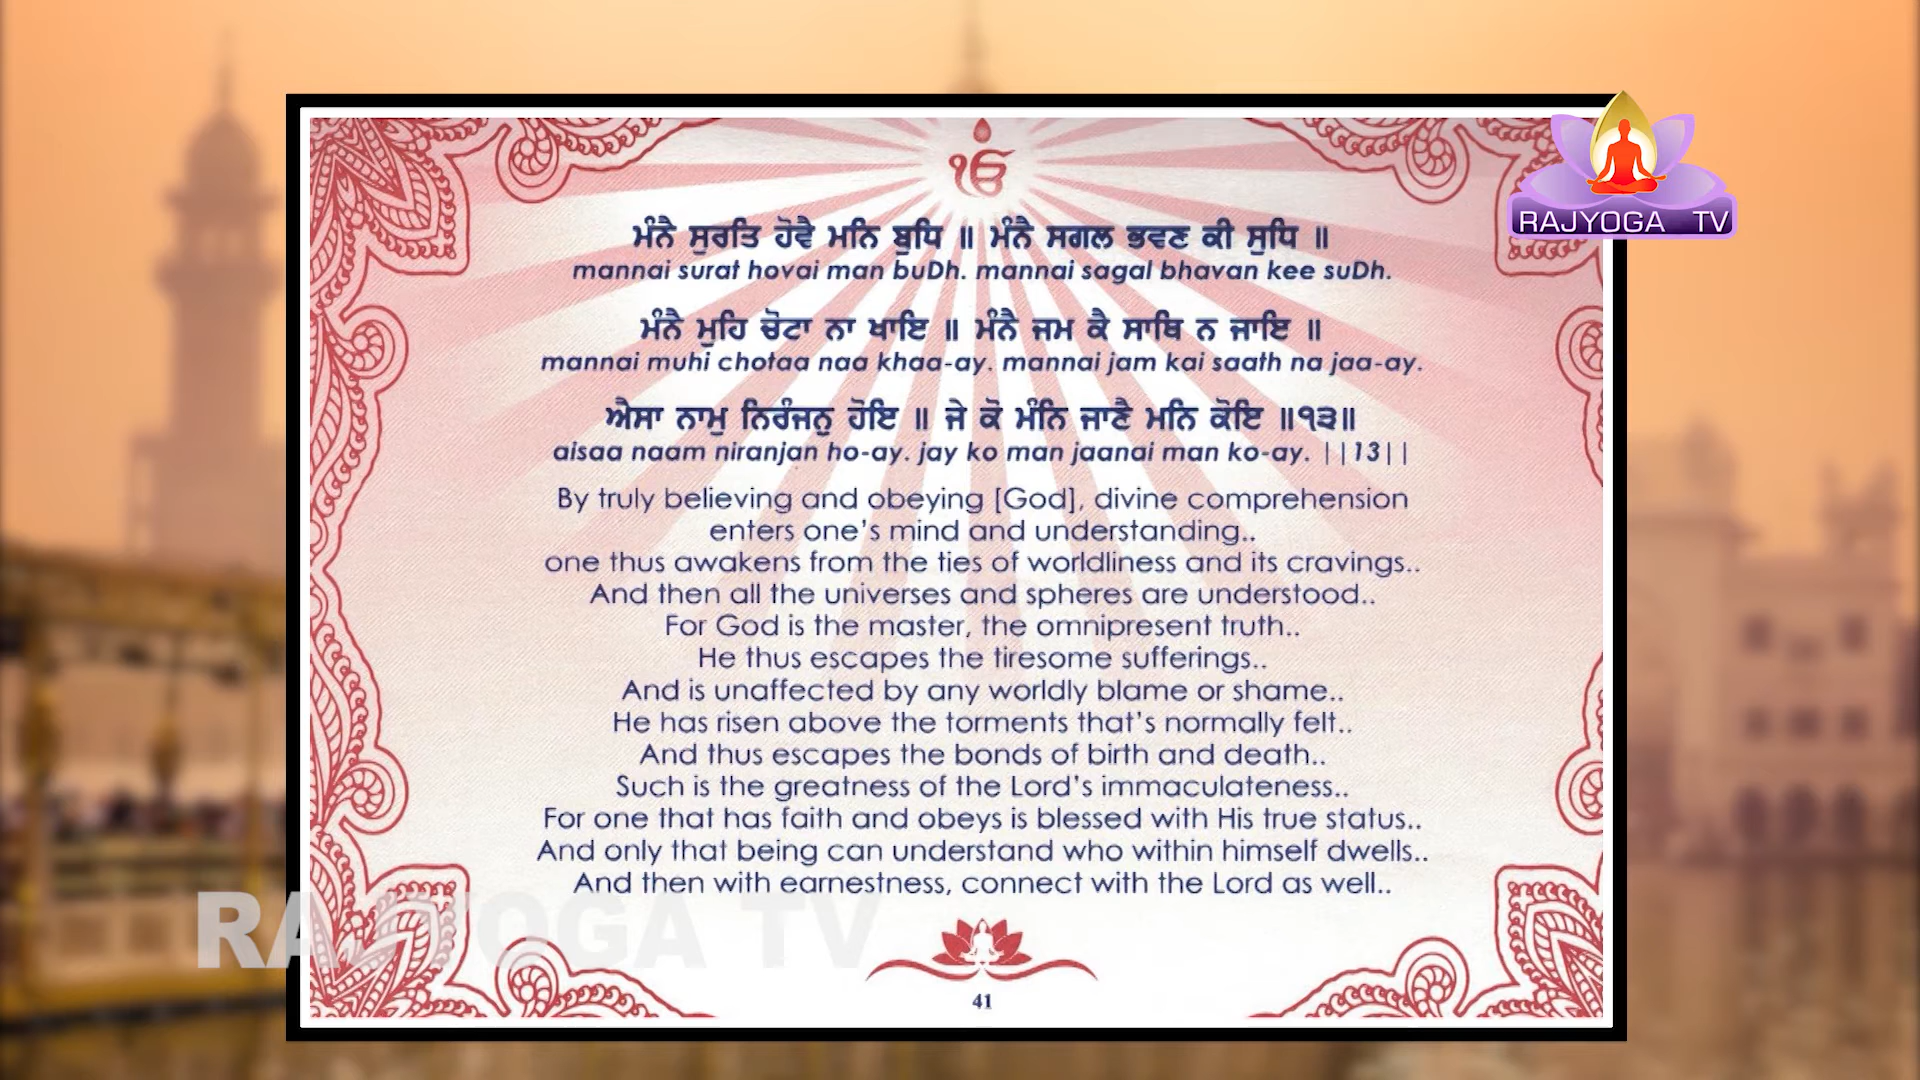 ੴ
RAJYOGA TV
ਮੰਨੈ ਸੁਰਤਿ ਹੋਵੈ ਮਨਿ ਬੁਧਿ ॥ ਮੰਨੈ ਸਗਲ ਭਵਣ ਕੀ ਸੁਧਿ ॥
mannai surat hovai man buDh. mannai sagal bhavan kee suDh.
ਮੰਨੈ ਮੁਹਿ ਚੋਟਾ ਨਾ ਖਾਇ ॥ ਮੰਨੈ ਜਮ ਕੈ ਸਾਥਿ ਨ ਜਾਇ ॥
mannai muhi chotaa naa khaa-ay. mannai jam kai saath na jaa-ay.
ਐਸਾ ਨਾਮੁ ਨਿਰੰਜਨੁ ਹੋਇ ॥ ਜੇ ਕੋ ਮੰਨਿ ਜਾਣੈ ਮਨਿ ਕੋਇ ॥੧੩॥
aisaa naam niranjan ho-ay. jay ko man jaanai man ko-ay. ||13||
By truly believing and obeying [God], divine comprehension
enters one's mind and understanding..
one thus awakens from the ties of worldliness and its cravings..
And then all the universes and spheres are understood..
For God is the master, the omnipresent truth..
He thus escapes the tiresome sufferings..
And is unaffected by any worldly blame or shame..
He has risen above the torments that's normally felt..
And thus escapes the bonds of birth and death..
Such is the greatness of the Lord's immaculateness..
For one that has faith and obeys is blessed with His true status..
And only that being can understand who within himself dwells..
And then with earnestness, connect with the Lord as well..
RAJYOGA TV
41